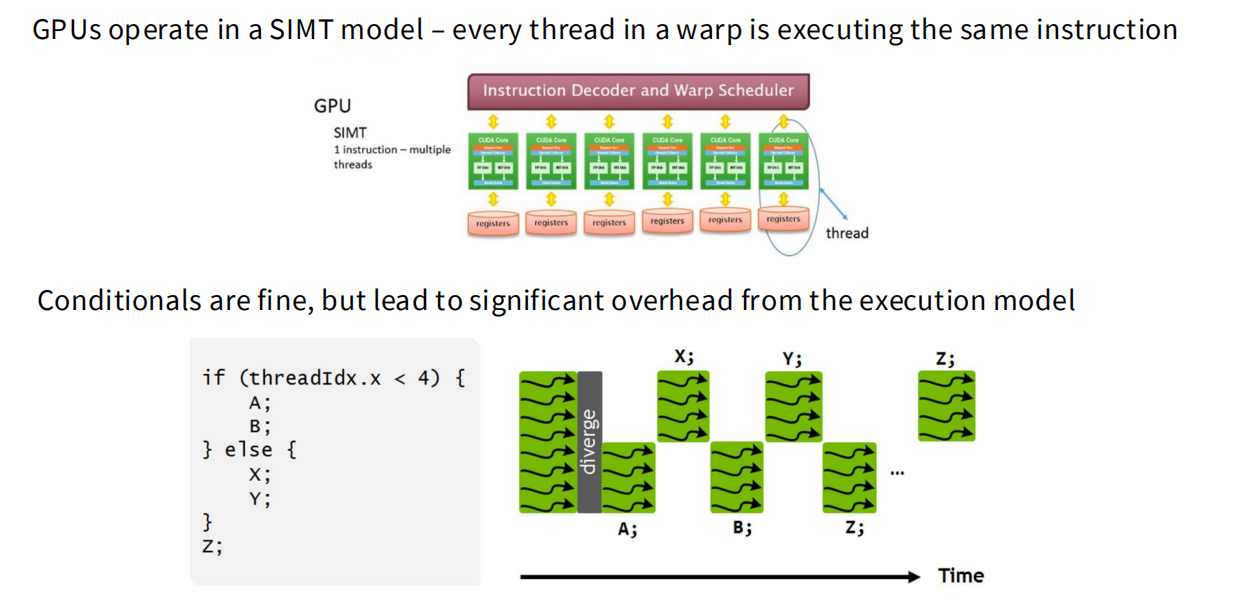 GPUs operate in a SIMT model – every thread in a warp is executing the same instruction
Instruction Decoder and Warp Scheduler
GPU
SIMT
1 instruction – multiple
threads
CUDA Core
CUDA Core
CUDA Core
CUDA Core
CUDA Core
CUDA Core
registers
registers
registers
registers
registers
registers
thread
Conditionals are fine, but lead to significant overhead from the execution model
if (threadIdx.x < 4) {
A;
B;
} else {
X;
Y;
}
Z;
X;
Y;
Z;
diverge
...
A;
B;
Z;
Time